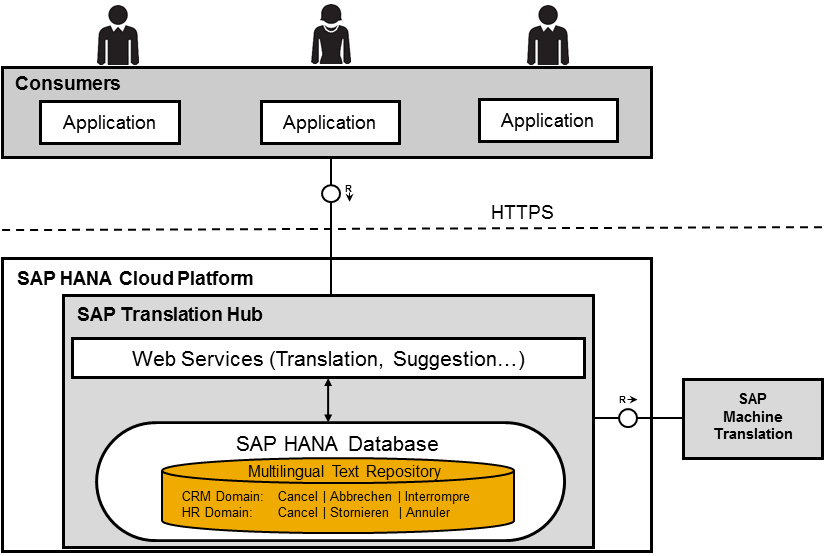 Consumers
Application
Application
Application
R
HTTPS
SAP HANA Cloud Platform
SAP Translation Hub
Web Services (Translation, Suggestion…)
R
SAP
Machine
Translation
SAP HANA Database
Multilingual Text Repository
CRM Domain: Cancel | Abbrechen | Interrompre
HR Domain: Cancel | Stornieren | Annuler